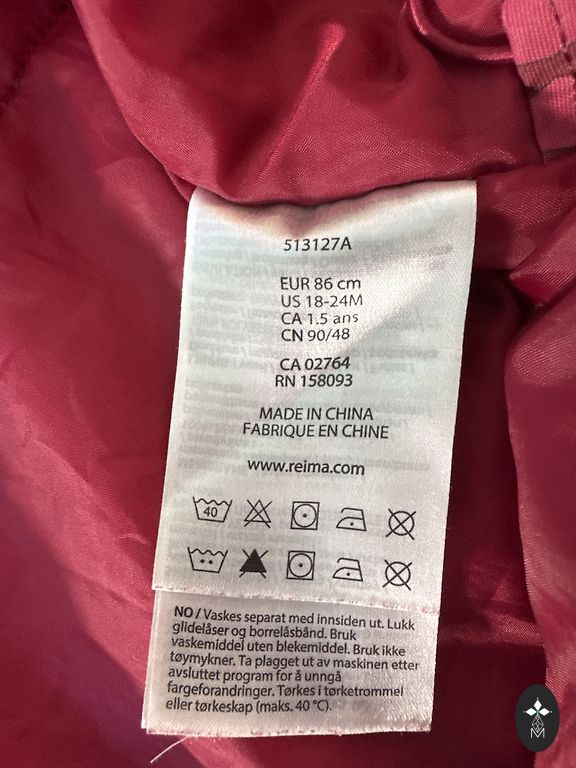 513127A
EUR 86 cm
US 18-24M
CA 1.5 ans
CN 90/48
CA 02764
RN 158093
MADE IN CHINA
FABRIQUE EN CHINE
www.reima.com
40
NO / Vaskes separat med innsiden ut. Lukk
glidelåser og borrelåsbånd. Bruk
vaskemiddel uten blekemiddel. Bruk ikke
tøymykner. Ta plagget ut av maskinen etter
avsluttet program for å unngå
fargeforandringer. Tørkes i tørketrommel
eller tørkeskap (maks. 40 °C).
M